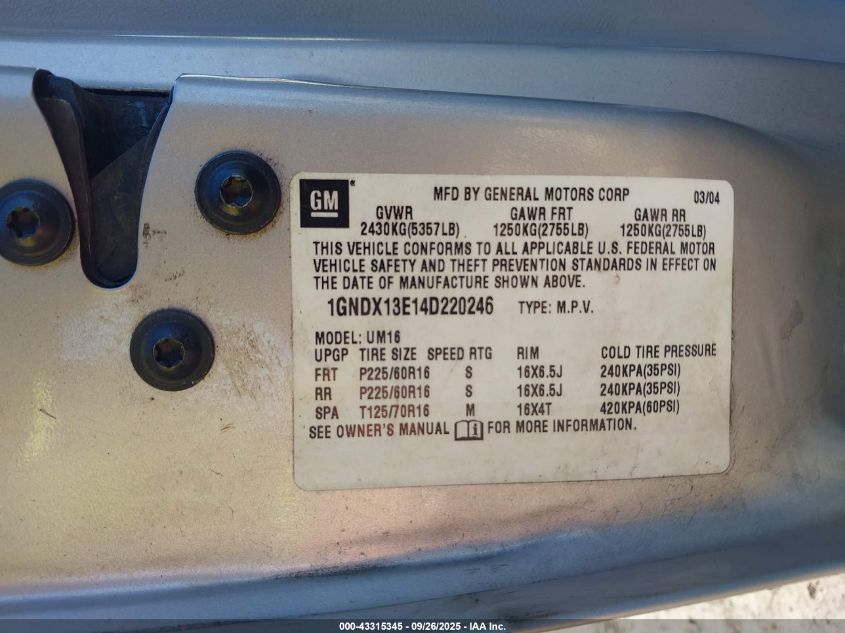 GM ®
MFD BY GENERAL MOTORS CORP 03/04
GVWR GAWR FRT GAWR RR
2430KG(5357LB) 1250KG(2755LB) 1250KG(2755LB)
THIS VEHICLE CONFORMS TO ALL APPLICABLE U.S. FEDERAL MOTOR
VEHICLE SAFETY AND THEFT PREVENTION STANDARDS IN EFFECT ON
THE DATE OF MANUFACTURE SHOWN ABOVE.
1GNDX13E14D220246 TYPE: M.P.V.
MODEL: UM16
UPGP TIRE SIZE SPEED RTG RIM COLD TIRE PRESSURE
FRT P225/60R16 S 16X6.5J 240KPA(35PSI)
RR P225/60R16 S 16X6.5J 240KPA(35PSI)
SPA T125/70R16 M 16X4T 420KPA(60PSI)
SEE OWNER'S MANUAL FOR MORE INFORMATION.
000-43315345 - 09/26/2025 - IAA Inc.